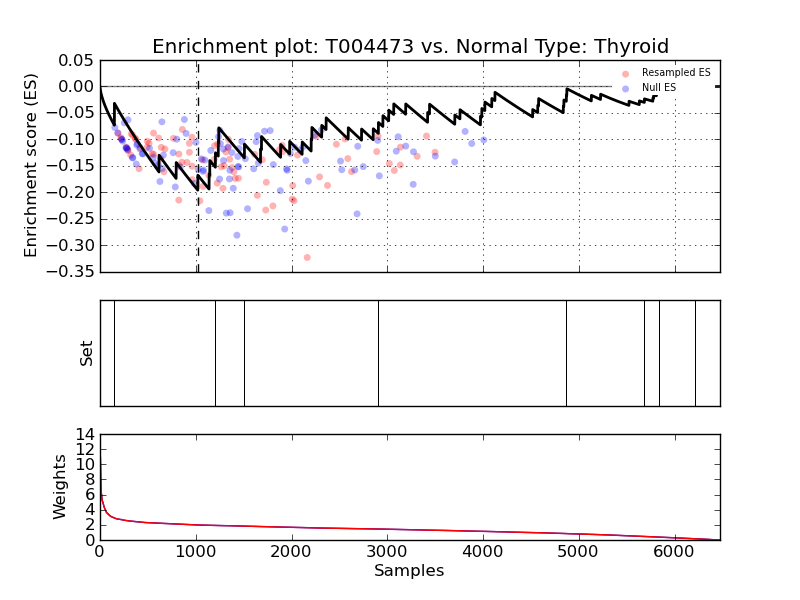 Enrichment plot: T004473 vs. Normal Type: Thyroid
Enrichment score (ES)
0.05
0.00
−0.05
−0.10
−0.15
−0.20
−0.25
−0.30
−0.35
Resampled ES
Null ES
Set
Weights
14
12
10
8
6
4
2
0
0 1000 2000 3000 4000 5000 6000
Samples